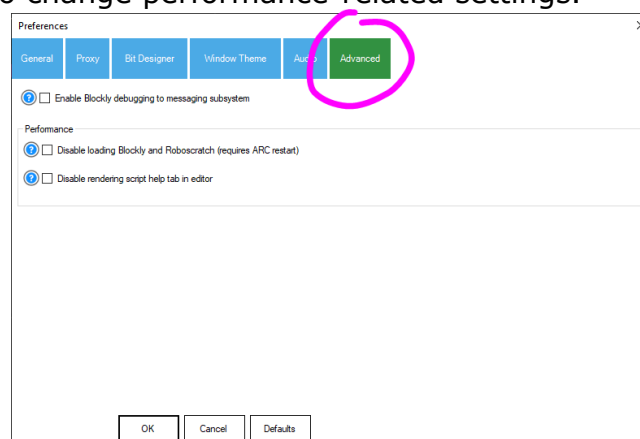 o change performance related settings.
Preferences
General Proxy Bit Designer Window Theme Audio Advanced
Enable Blockly debugging to messaging subsystem
Perfomance
Disable loading Blockly and Roboscratch (requires ARC restart)
Disable rendering script help tab in editor
OK Cancel Defaults